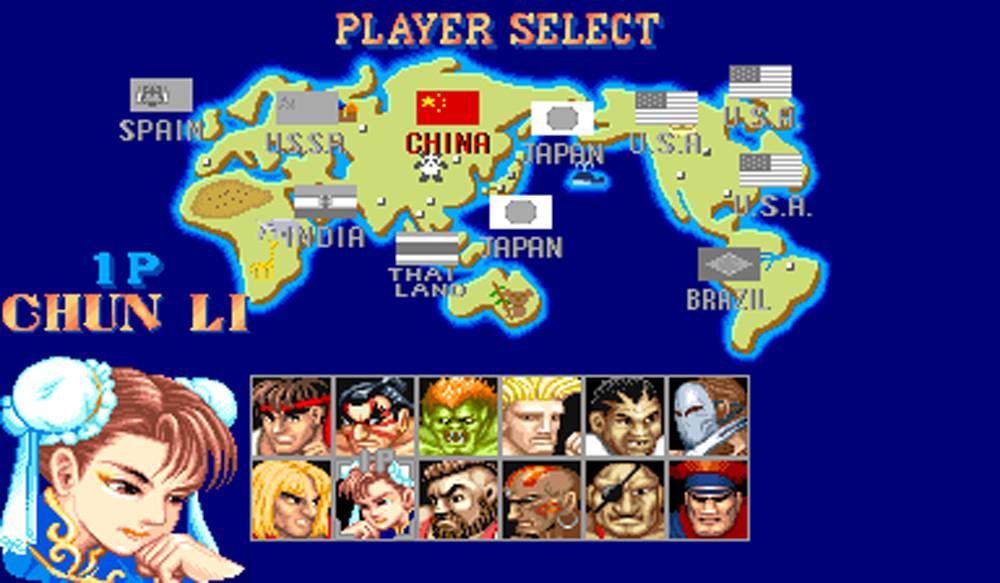 PLAYER SELECT
SPAIN
U.S.S.R.
CHINA
JAPAN
U.S.A.
U.S.A.
U.S.A.
INDIA
JAPAN
THAI
LAND
BRAZIL
1P
CHUN LI
1P